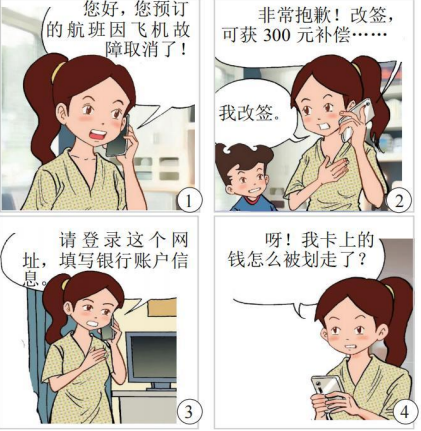 您好，您预订
的航班因飞机故
障取消了！
①
非常抱歉！改签，
可获 300 元补偿……
我改签。
②
请登录这个网
址，填写银行账户信
息。
③
呀！我卡上的
钱怎么被划走了？
④